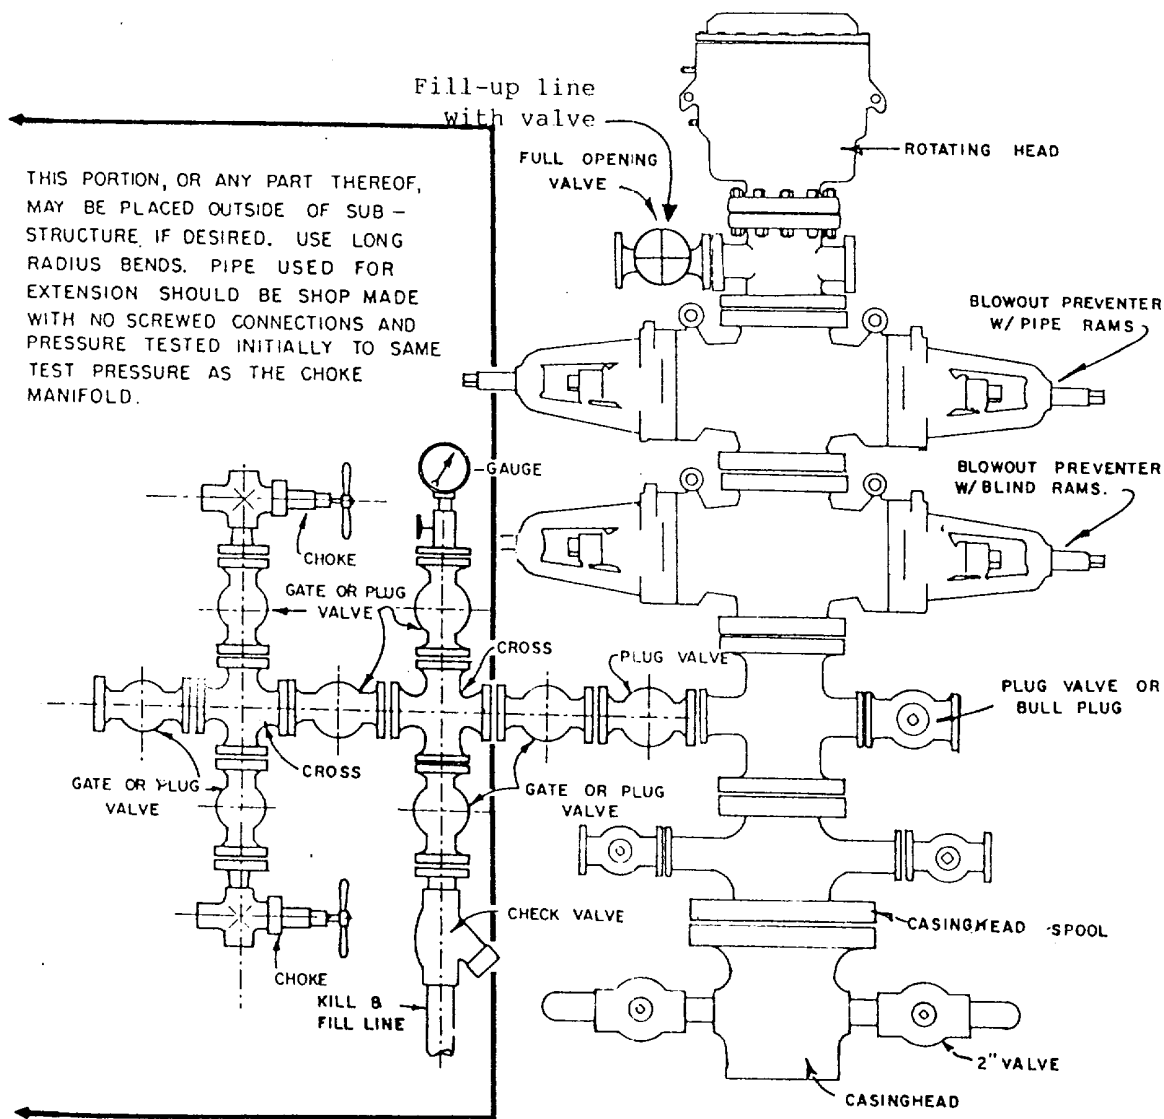 Fill-up line
with valve
FULL OPENING
VALVE
ROTATING HEAD
THIS PORTION, OR ANY PART THEREOF,
MAY BE PLACED OUTSIDE OF SUB-
STRUCTURE IF DESIRED. USE LONG
RADIUS BENDS. PIPE USED FOR
EXTENSION SHOULD BE SHOP MADE
WITH NO SCREWED CONNECTIONS AND
PRESSURE TESTED INITIALLY TO SAME
TEST PRESSURE AS THE CHOKE
MANIFOLD.
BLOWOUT PREVENTER
W/PIPE RAMS
GAUGE
BLOWOUT PREVENTER
W/BLIND RAMS.
CHOKE
GATE OR PLUG
VALVE
CROSS
PLUG VALVE
PLUG VALVE OR
BULL PLUG
CROSS
GATE OR PLUG
VALVE
GATE OR PLUG
VALVE
CHECK VALVE
CASINGHEAD SPOOL
CHOKE
KILL &
FILL LINE
2" VALVE
CASINGHEAD